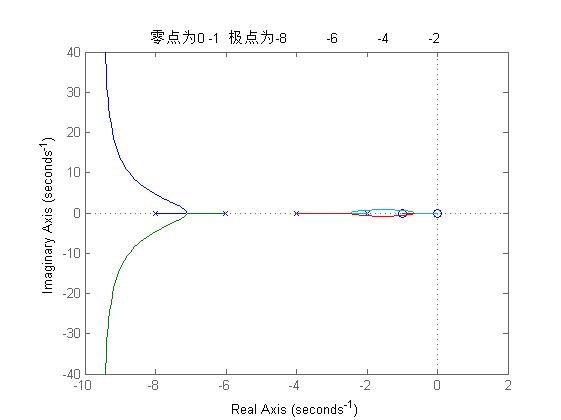 零点为0 -1 极点为-8 -6 -4 -2
40
30
20
10
0
-10
-20
-30
-40
-10 -8 -6 -4 -2 0 2
Imaginary Axis (seconds⁻¹)
Real Axis (seconds⁻¹)